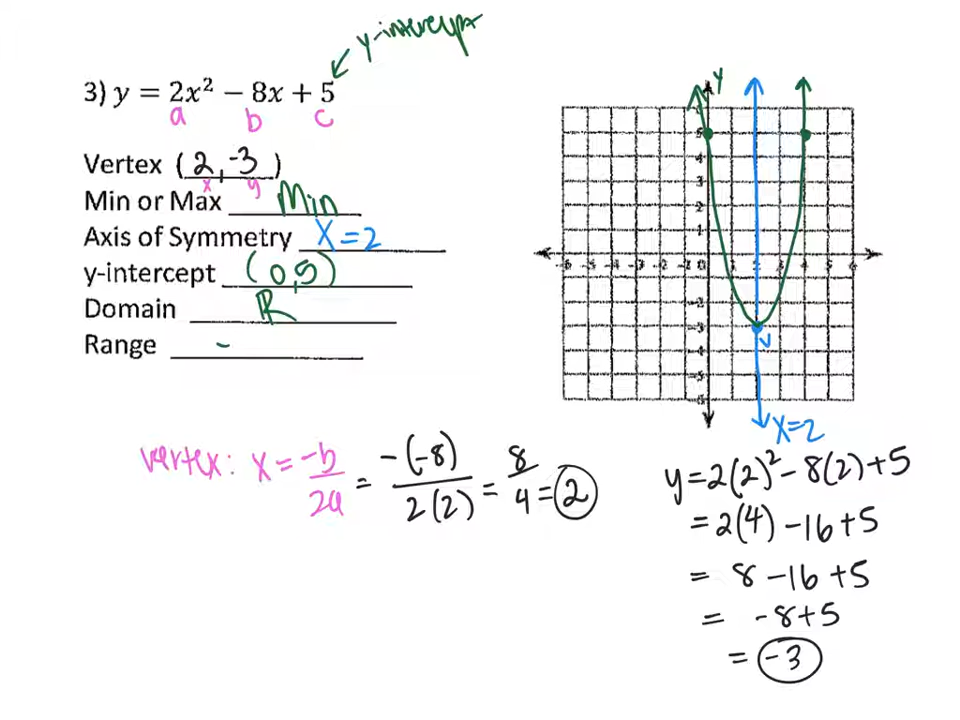 y-intercept
3) y = 2x² − 8x + 5
a b c
Vertex (2,-3)
x y
Min or Max Min
Axis of Symmetry X=2
y-intercept (0,5)
Domain R
Range -
y
5
4
3
2
1
-6 -5 -4 -3 -2 -1 0 1 2 3 4 5 6
-2
-3
V
-4
-5
-6
X=2
vertex: x = -b/2a = -(-8)/2(2) = 8/4 = 2
y=2(2)²-8(2)+5
=2(4)-16+5
= 8-16+5
= -8+5
= -3